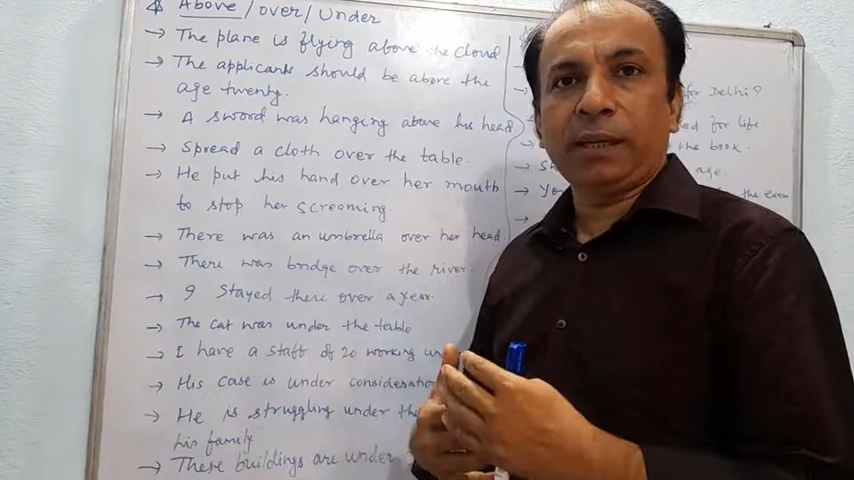 Above / over / Under
→ The plane is flying above the cloud
→ The applicants should be above the
age twenty.
→ A sword was hanging above his head
→ Spread a cloth over the table.
→ He put his hand over her mouth
to stop her screaming.
→ There was an umbrella over her head
→ There was bridge over the river
→ I stayed there over a year
→ The cat was under the table
→ I have a staff of 20 working
→ His case is under consideration
→ He is struggling under
his family
→ These buildings are under
for Delhi?
for life
the book.
age.
the exam